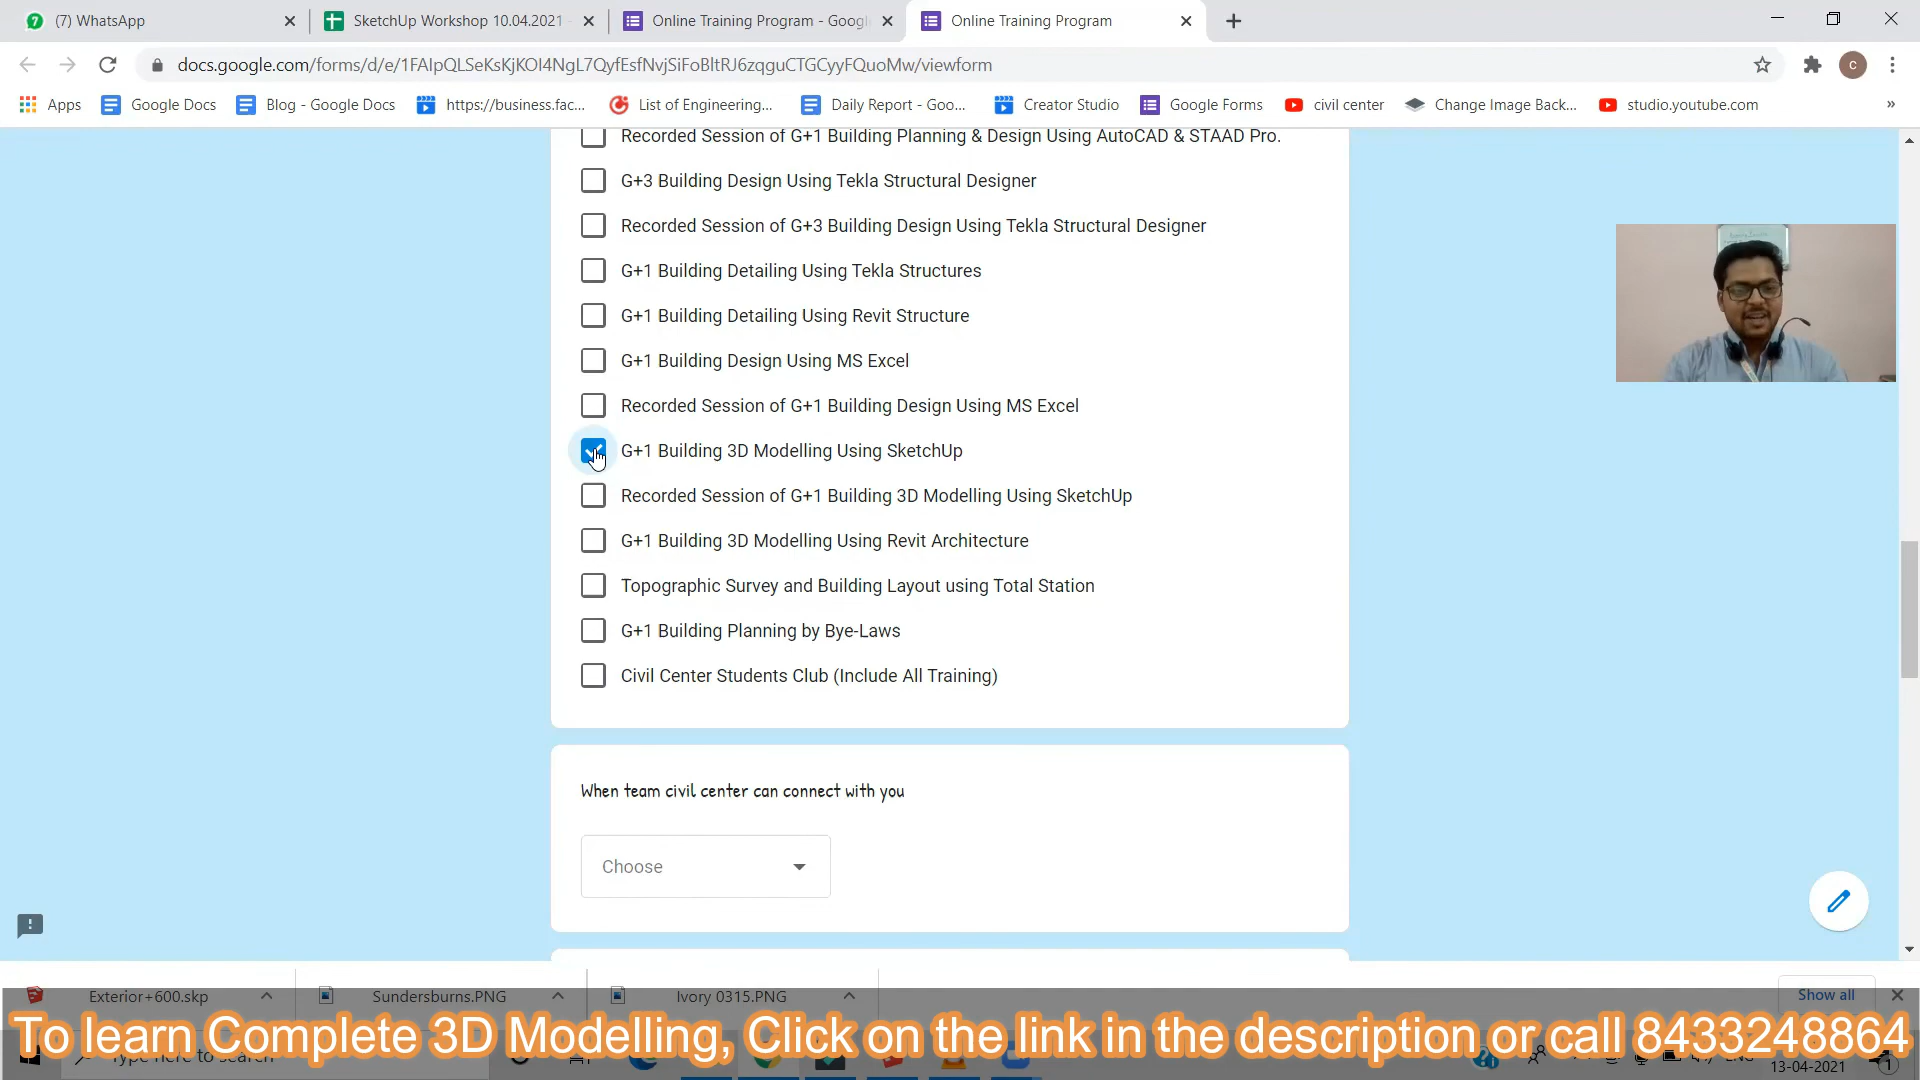 (7) WhatsApp
SketchUp Workshop 10.04.2021
Online Training Program - Googl
Online Training Program
docs.google.com/forms/d/e/1FAIpQLSeKsKjKOI4NgL7QyfEsfNvjSiFoBltRJ6zqguCTGCyyFQuoMw/viewform
C
Apps
Google Docs
Blog - Google Docs
https://business.fac...
List of Engineering...
Daily Report - Goo...
Creator Studio
Google Forms
civil center
Change Image Back...
studio.youtube.com
»
Recorded Session of G+1 Building Planning & Design Using AutoCAD & STAAD Pro.
G+3 Building Design Using Tekla Structural Designer
Recorded Session of G+3 Building Design Using Tekla Structural Designer
G+1 Building Detailing Using Tekla Structures
G+1 Building Detailing Using Revit Structure
G+1 Building Design Using MS Excel
Recorded Session of G+1 Building Design Using MS Excel
G+1 Building 3D Modelling Using SketchUp
Recorded Session of G+1 Building 3D Modelling Using SketchUp
G+1 Building 3D Modelling Using Revit Architecture
Topographic Survey and Building Layout using Total Station
G+1 Building Planning by Bye-Laws
Civil Center Students Club (Include All Training)
When team civil center can connect with you
Choose
Exterior+600.skp
Sundersburns.PNG
Ivory 0315.PNG
Show all
To learn Complete 3D Modelling, Click on the link in the description or call 8433248864
Type here to search
13-04-2021